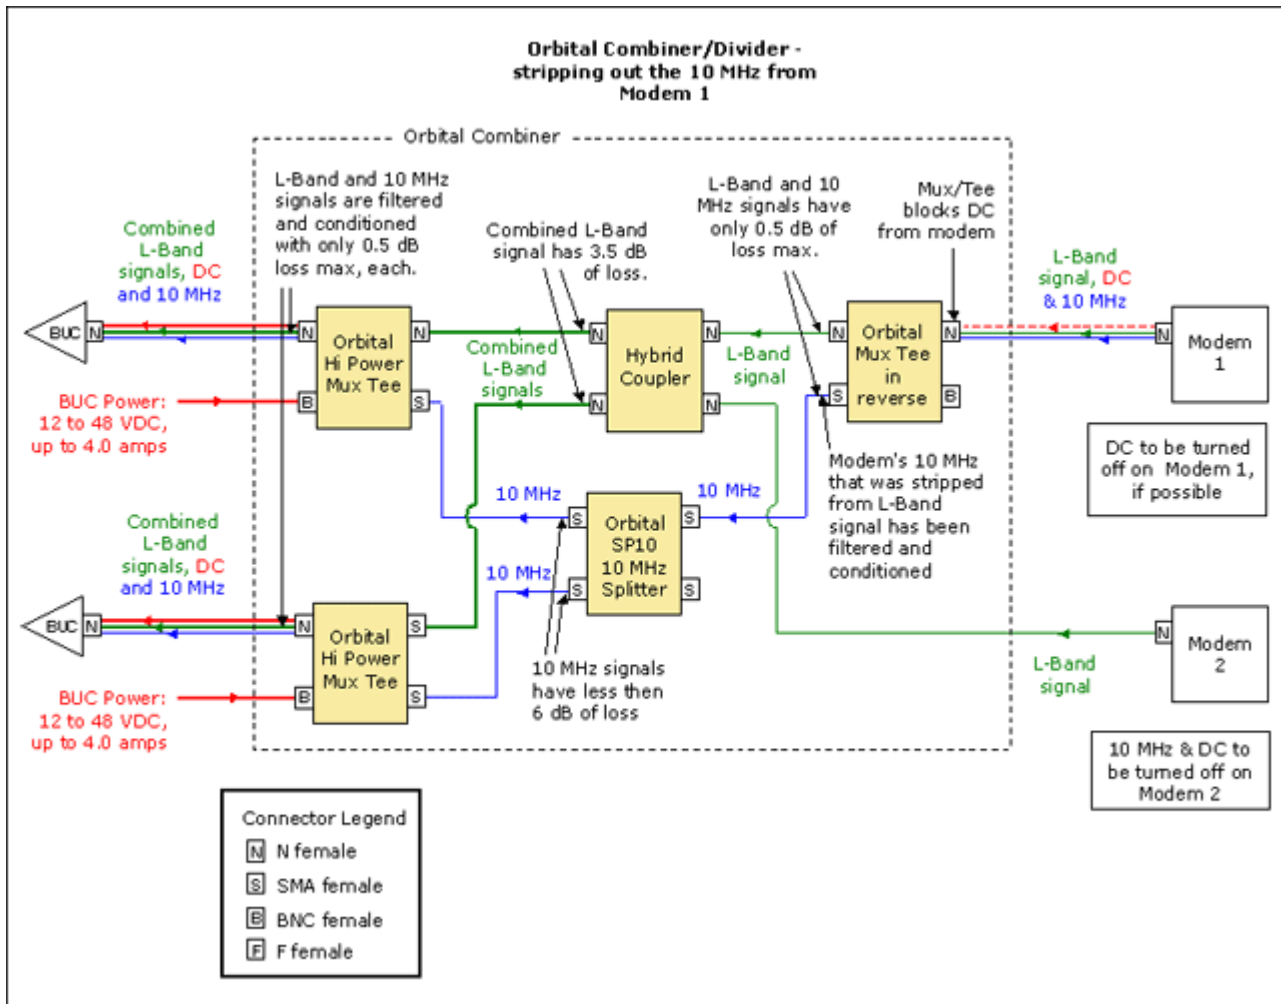 Orbital Combiner/Divider -
stripping out the 10 MHz from
Modem 1
Orbital Combiner
L-Band and 10 MHz
signals are filtered
and conditioned
with only 0.5 dB
loss max, each.
Combined L-Band
signal has 3.5 dB
of loss.
L-Band and 10
MHz signals have
only 0.5 dB of
loss max.
Mux/Tee
blocks DC
from modem
Combined
L-Band
signals, DC
and 10 MHz
L-Band
signal, DC
& 10 MHz
BUC
N
N
Orbital
Hi Power
Mux Tee
N
B
S
Combined
L-Band
signals
N
N
Hybrid
Coupler
N
N
L-Band
signal
N
S
Orbital
Mux Tee
in
reverse
N
B
N
Modem
1
BUC Power:
12 to 48 VDC,
up to 4.0 amps
DC to be turned
off on Modem 1,
if possible
Modem's 10 MHz
that was stripped
from L-Band
signal has been
filtered and
conditioned
10 MHz
10 MHz
10 MHz
S
S
Orbital
SP10
10 MHz
Splitter
S
S
Combined
L-Band
signals, DC
and 10 MHz
BUC
N
N
Orbital
Hi Power
Mux Tee
S
B
S
10 MHz signals
have less then
6 dB of loss
N
Modem
2
L-Band
signal
BUC Power:
12 to 48 VDC,
up to 4.0 amps
10 MHz & DC to
be turned off on
Modem 2
Connector Legend
N N female
S SMA female
B BNC female
F F female